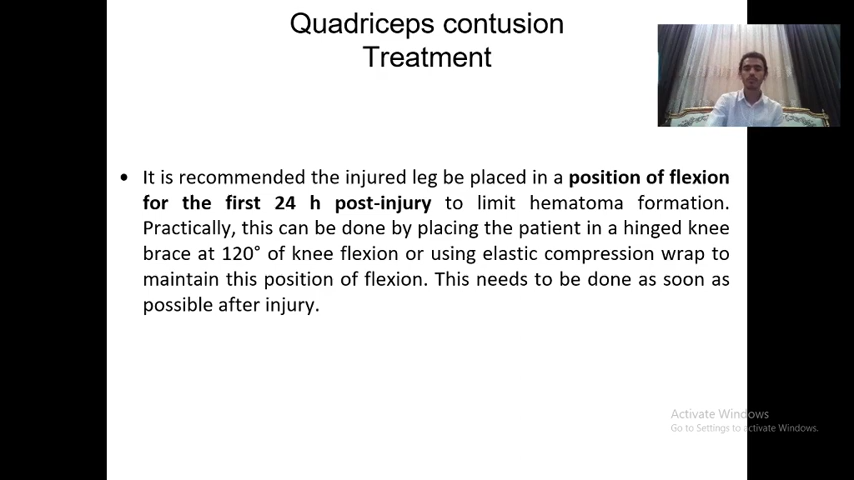 Quadriceps contusion
Treatment
• It is recommended the injured leg be placed in a position of flexion
for the first 24 h post-injury to limit hematoma formation.
Practically, this can be done by placing the patient in a hinged knee
brace at 120° of knee flexion or using elastic compression wrap to
maintain this position of flexion. This needs to be done as soon as
possible after injury.
Activate Windows
Go to Settings to activate Windows.